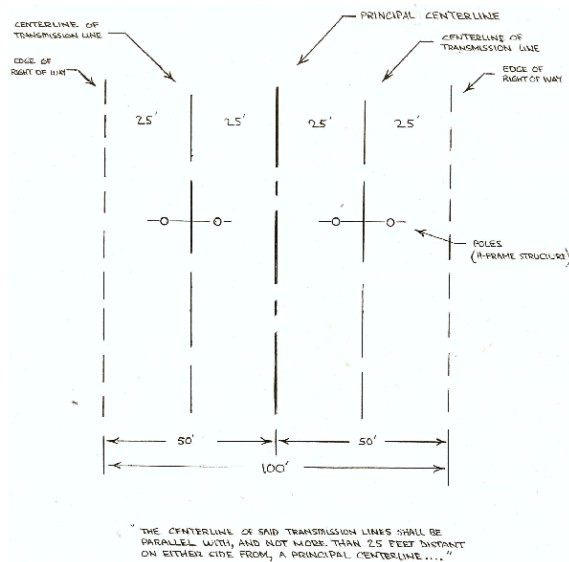 PRINCIPAL CENTERLINE
CENTERLINE OF
TRANSMISSION LINE
CENTERLINE OF
TRANSMISSION LINE
EDGE OF
RIGHT OF WAY
EDGE OF
RIGHT OF WAY
25'
25'
25'
25'
POLES
(H-FRAME STRUCTURE)
50'
50'
100'
"THE CENTERLINE OF SAID TRANSMISSION LINES SHALL BE
PARALLEL WITH, AND NOT MORE THAN 25 FEET DISTANT
ON EITHER SIDE FROM, A PRINCIPAL CENTERLINE...."